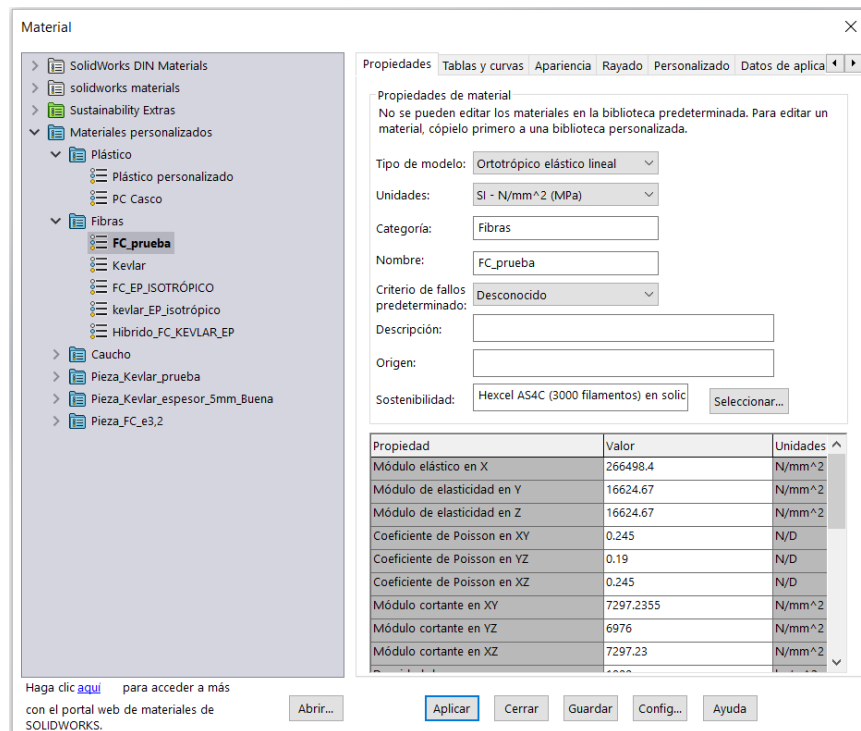 Material
SolidWorks DIN Materials
solidworks materials
Sustainability Extras
Materiales personalizados
Plástico
Plástico personalizado
PC Casco
Fibras
FC_prueba
Kevlar
FC_EP_ISOTRÓPICO
kevlar_EP_isotrópico
Hibrido_FC_KEVLAR_EP
Caucho
Pieza_Kevlar_prueba
Pieza_Kevlar_espesor_5mm_Buena
Pieza_FC_e3,2
Haga clic aquí para acceder a más
con el portal web de materiales de
SOLIDWORKS.
Abrir...
Propiedades Tablas y curvas Apariencia Rayado Personalizado Datos de aplica
Propiedades de material
No se pueden editar los materiales en la biblioteca predeterminada. Para editar un
material, cópielo primero a una biblioteca personalizada.
Tipo de modelo: Ortotrópico elástico lineal
Unidades: SI - N/mm^2 (MPa)
Categoría: Fibras
Nombre: FC_prueba
Criterio de fallos
predeterminado: Desconocido
Descripción:
Origen:
Sostenibilidad: Hexcel AS4C (3000 filamentos) en solic Seleccionar...
Propiedad Valor Unidades
Módulo elástico en X 266498.4 N/mm^2
Módulo de elasticidad en Y 16624.67 N/mm^2
Módulo de elasticidad en Z 16624.67 N/mm^2
Coeficiente de Poisson en XY 0.245 N/D
Coeficiente de Poisson en YZ 0.19 N/D
Coeficiente de Poisson en XZ 0.245 N/D
Módulo cortante en XY 7297.2355 N/mm^2
Módulo cortante en YZ 6976 N/mm^2
Módulo cortante en XZ 7297.23 N/mm^2
Aplicar Cerrar Guardar Config... Ayuda